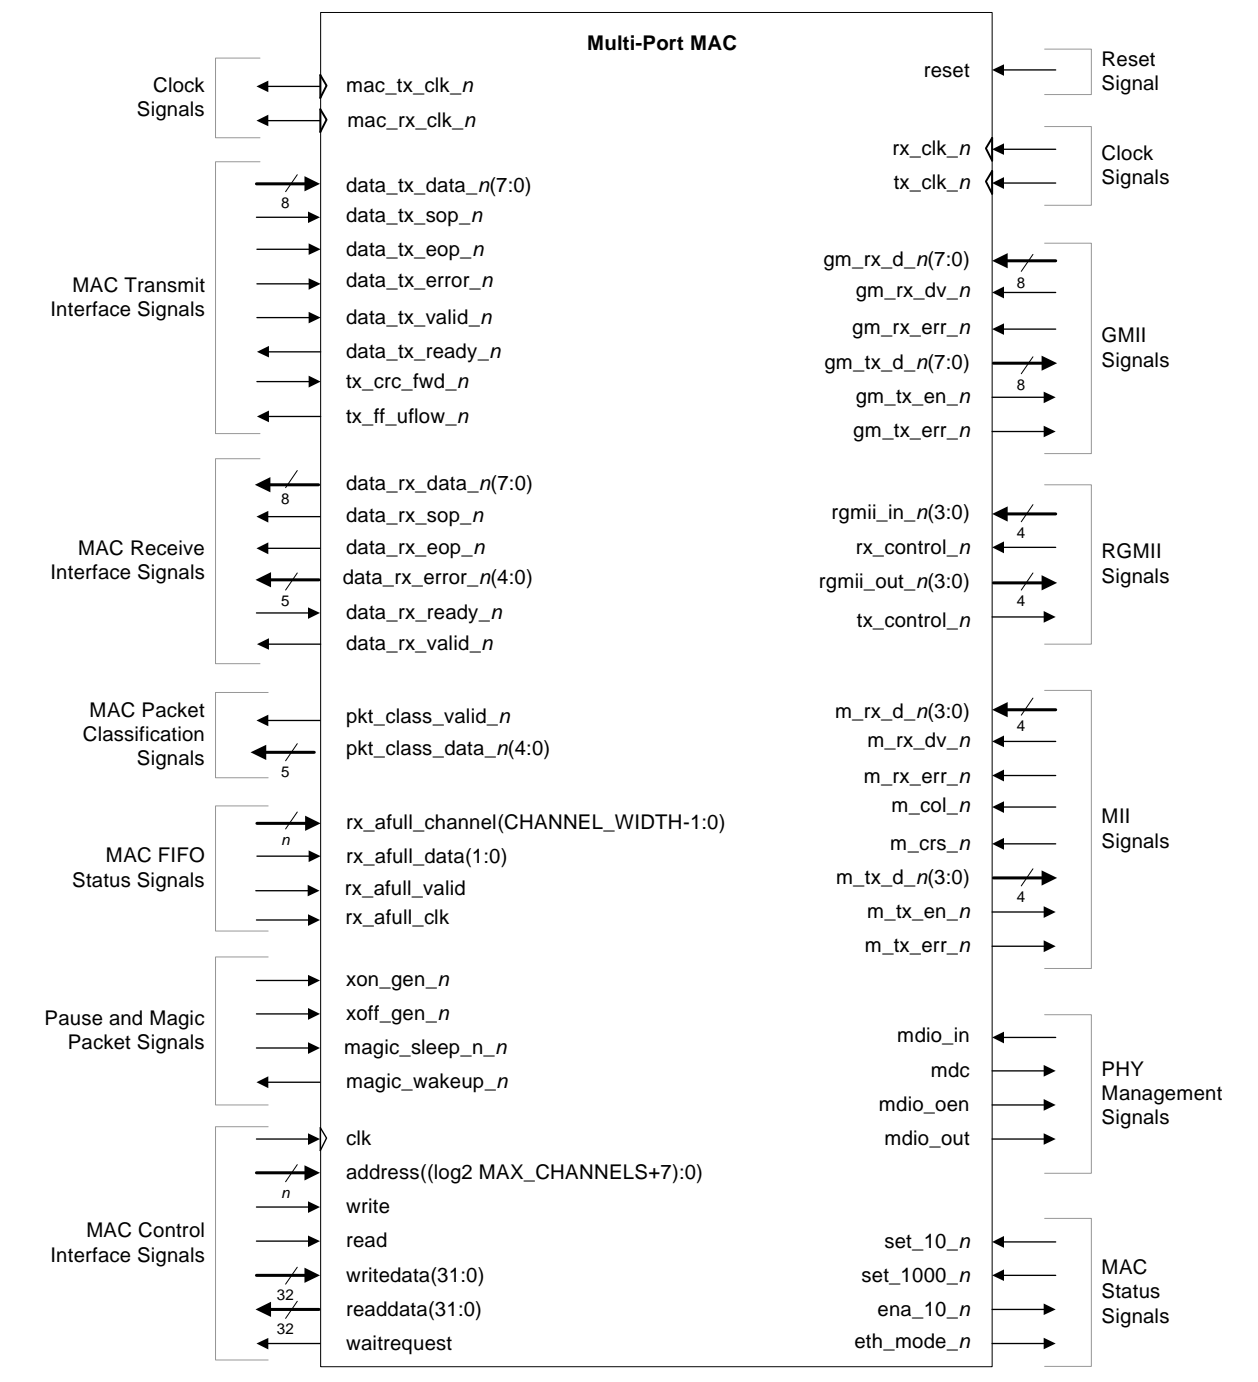 Multi-Port MAC
Clock
Signals
mac_tx_clk_n
mac_rx_clk_n
MAC Transmit
Interface Signals
data_tx_data_n(7:0)
8
data_tx_sop_n
data_tx_eop_n
data_tx_error_n
data_tx_valid_n
data_tx_ready_n
tx_crc_fwd_n
tx_ff_uflow_n
MAC Receive
Interface Signals
data_rx_data_n(7:0)
8
data_rx_sop_n
data_rx_eop_n
data_rx_error_n(4:0)
5
data_rx_ready_n
data_rx_valid_n
MAC Packet
Classification
Signals
pkt_class_valid_n
pkt_class_data_n(4:0)
5
MAC FIFO
Status Signals
rx_afull_channel(CHANNEL_WIDTH-1:0)
n
rx_afull_data(1:0)
rx_afull_valid
rx_afull_clk
Pause and Magic
Packet Signals
xon_gen_n
xoff_gen_n
magic_sleep_n_n
magic_wakeup_n
MAC Control
Interface Signals
clk
address((log2 MAX_CHANNELS+7):0)
n
write
read
writedata(31:0)
32
readdata(31:0)
32
waitrequest
reset
Reset
Signal
rx_clk_n
tx_clk_n
Clock
Signals
gm_rx_d_n(7:0)
8
gm_rx_dv_n
gm_rx_err_n
gm_tx_d_n(7:0)
8
gm_tx_en_n
gm_tx_err_n
GMII
Signals
rgmii_in_n(3:0)
4
rx_control_n
rgmii_out_n(3:0)
4
tx_control_n
RGMII
Signals
m_rx_d_n(3:0)
4
m_rx_dv_n
m_rx_err_n
m_col_n
m_crs_n
m_tx_d_n(3:0)
4
m_tx_en_n
m_tx_err_n
MII
Signals
mdio_in
mdc
mdio_oen
mdio_out
PHY
Management
Signals
set_10_n
set_1000_n
ena_10_n
eth_mode_n
MAC
Status
Signals